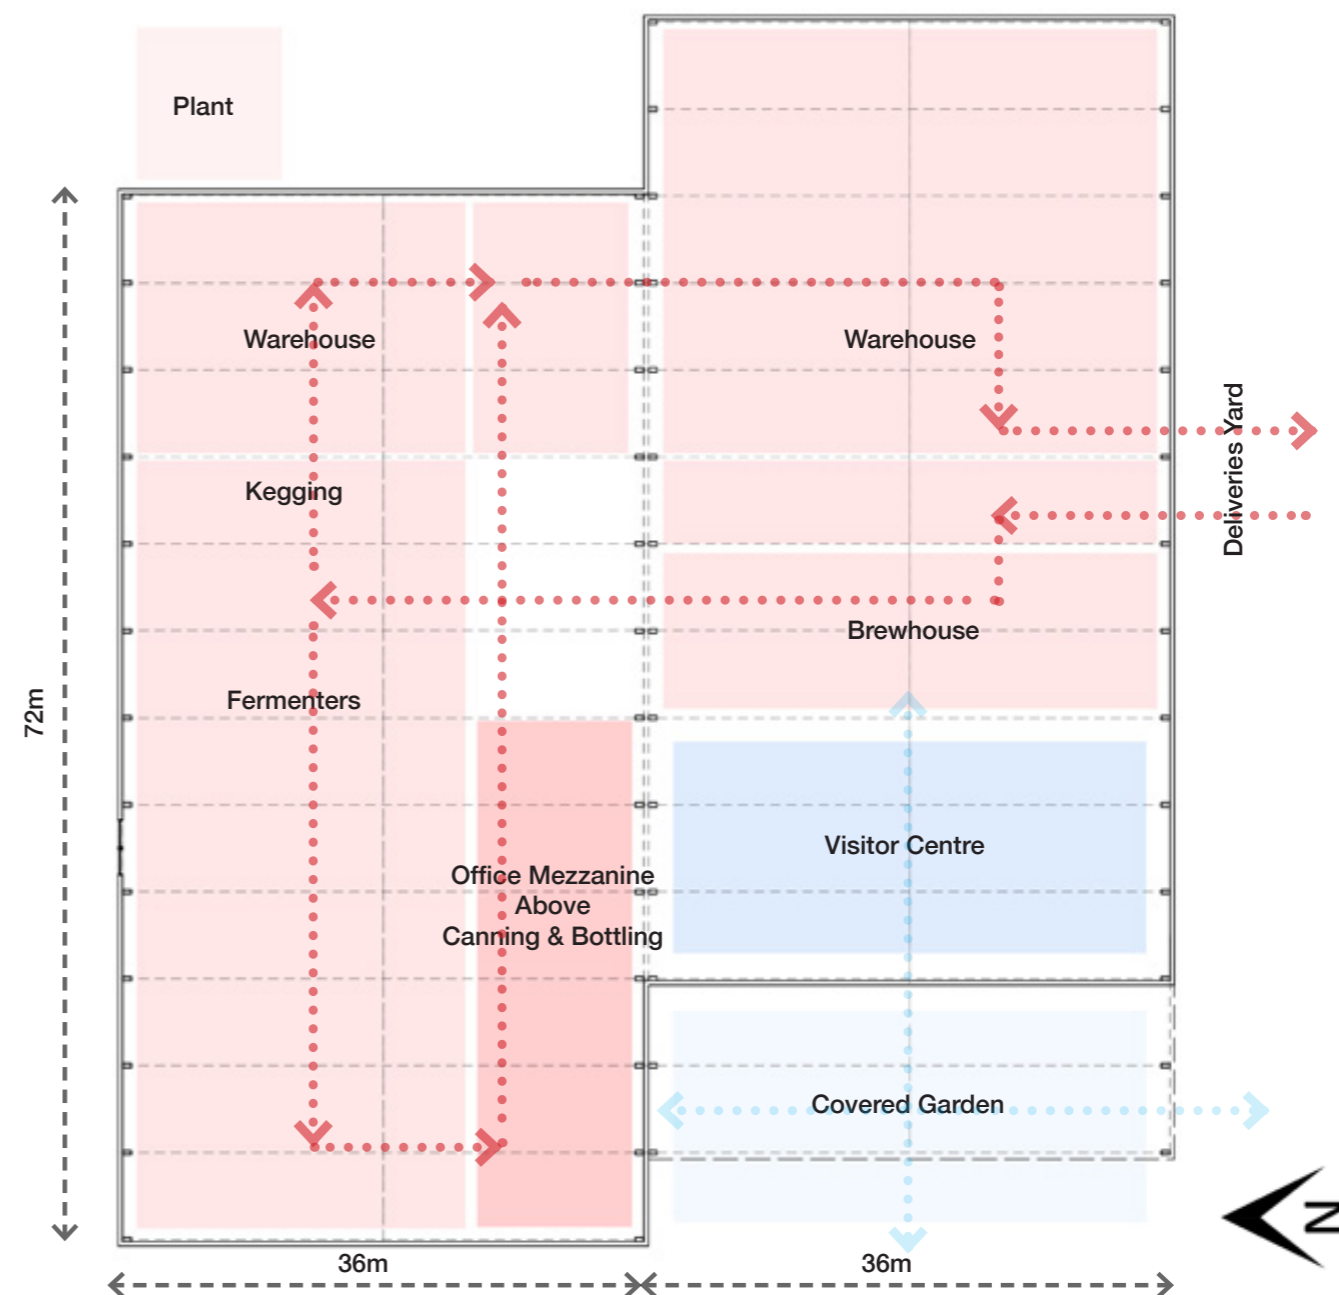 Plant
Warehouse
Warehouse
Deliveries Yard
Kegging
Brewhouse
Fermenters
72m
Visitor Centre
Office Mezzanine
Above
Canning & Bottling
Covered Garden
N
36m
36m